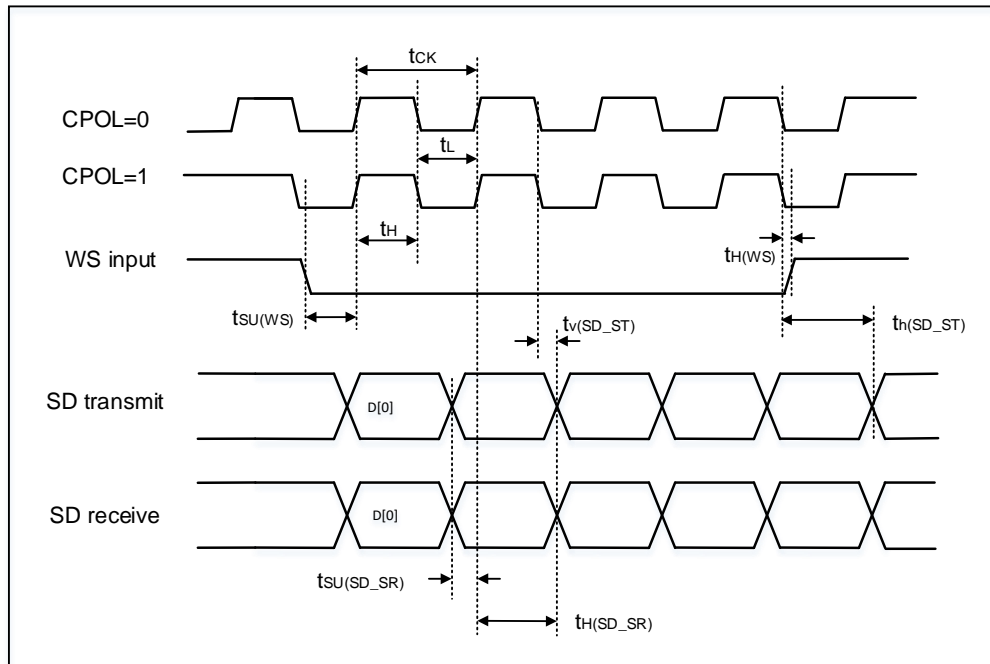 tCK
CPOL=0
tL
CPOL=1
tH
WS input
tH(WS)
tSU(WS)
tv(SD_ST)
th(SD_ST)
SD transmit
D[0]
SD receive
D[0]
tSU(SD_SR)
tH(SD_SR)